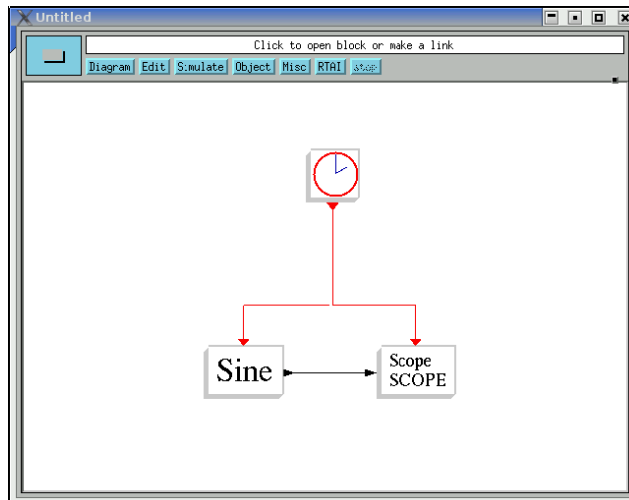 Untitled
Click to open block or make a link
Diagram Edit Simulate Object Misc RTAI stop
Sine
Scope
SCOPE